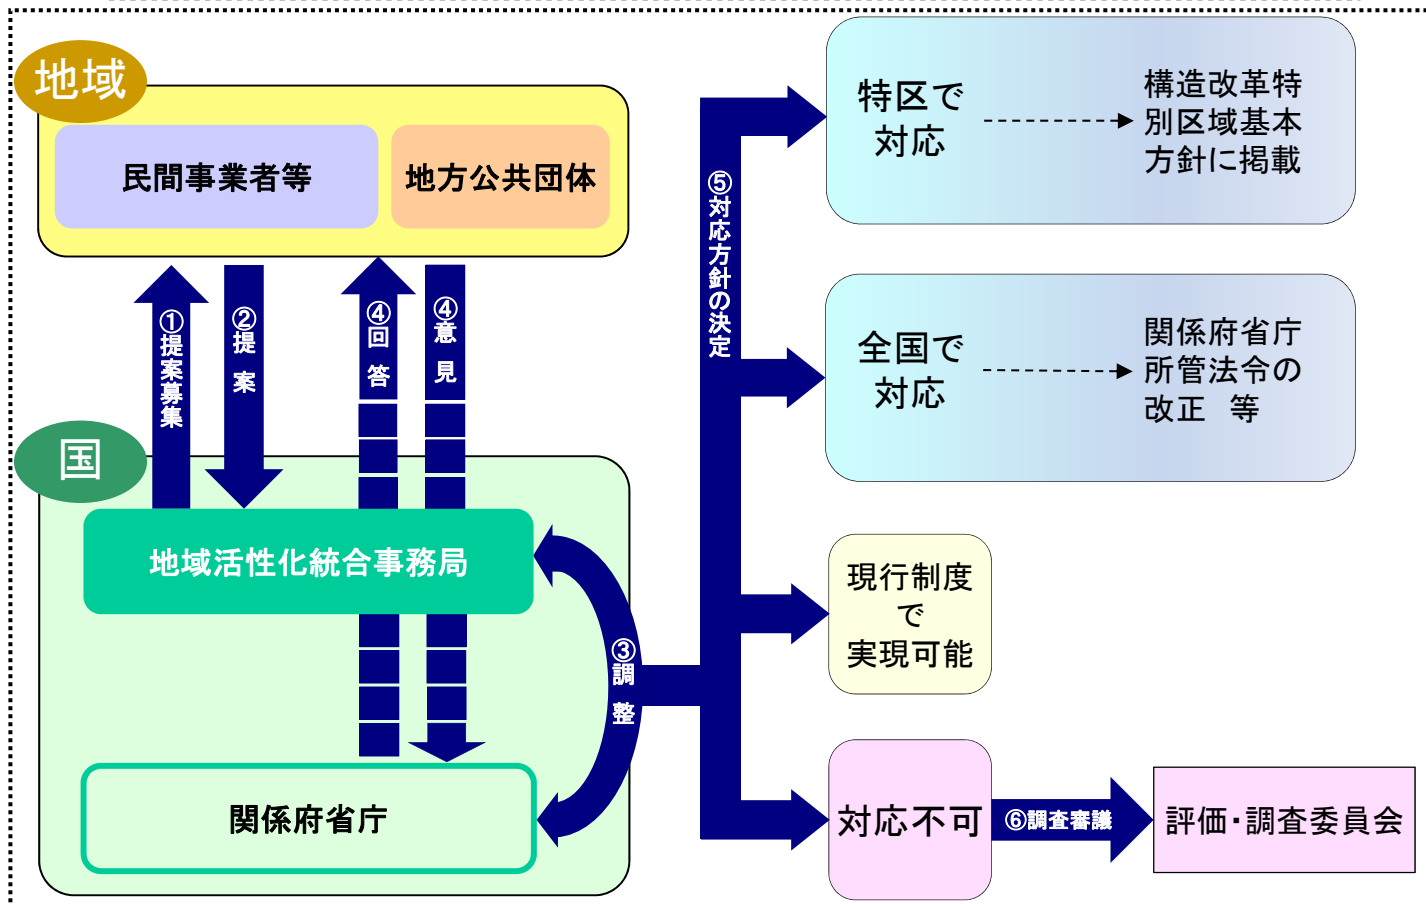 地域
民間事業者等
地方公共団体
①提案募集
②提案
④回答
④意見
国
地域活性化統合事務局
③調整
関係府省庁
⑤対応方針の決定
特区で
対応
構造改革特
別区域基本
方針に掲載
全国で
対応
関係府省庁
所管法令の
改正 等
現行制度
で
実現可能
対応不可
⑥調査審議
評価・調査委員会